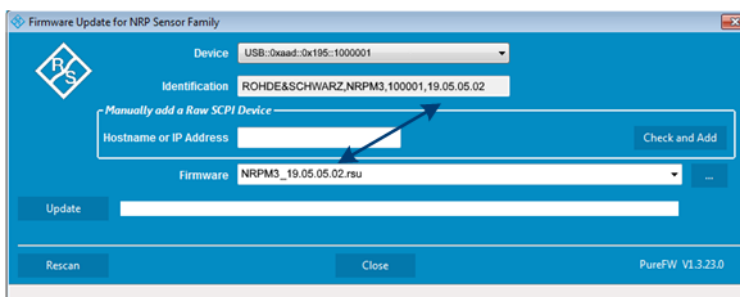 Firmware Update for NRP Sensor Family
R S
Device USB::0xaad::0x195::1000001
Identification ROHDE&SCHWARZ,NRPM3,100001,19.05.05.02
Manually add a Raw SCPI Device
Hostname or IP Address Check and Add
Firmware NRPM3_19.05.05.02.rsu ...
Update
Rescan Close PureFW V1.3.23.0